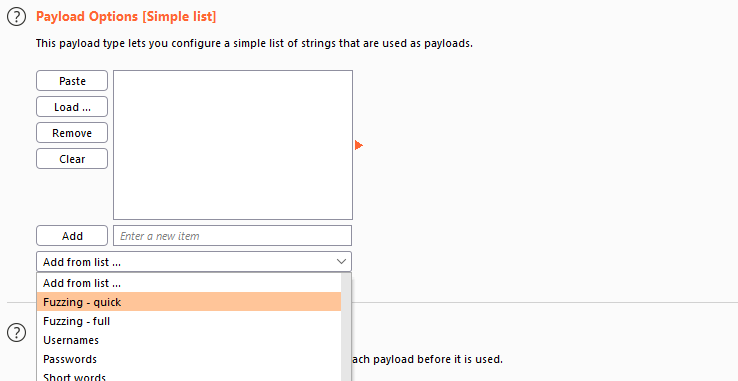 ?
Payload Options [Simple list]
This payload type lets you configure a simple list of strings that are used as payloads.
Paste
Load ...
Remove
Clear
Add
Enter a new item
Add from list ...
Add from list ...
Fuzzing - quick
Fuzzing - full
?
Usernames
Passwords
ach payload before it is used.
Short words